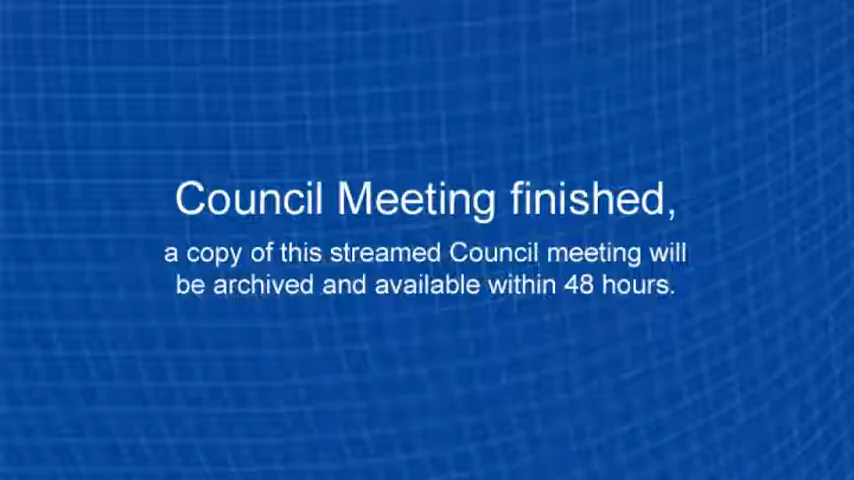 Council Meeting finished,
a copy of this streamed Council meeting will
be archived and available within 48 hours.